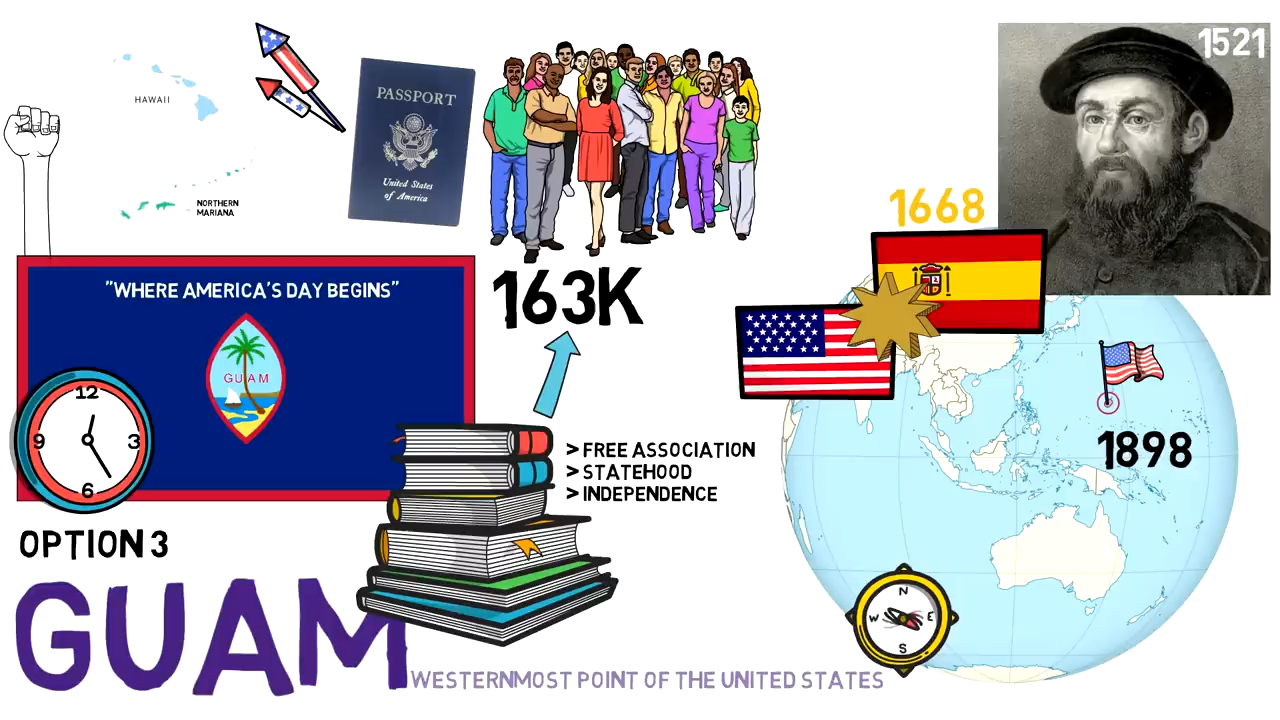 HAWAII
NORTHERN
MARIANA
PASSPORT
United States
of America
1521
1668
"WHERE AMERICA'S DAY BEGINS"
GUAM
163K
12
9
3
6
> FREE ASSOCIATION
> STATEHOOD
> INDEPENDENCE
1898
OPTION 3
GUAM
N
W
E
S
WESTERNMOST POINT OF THE UNITED STATES